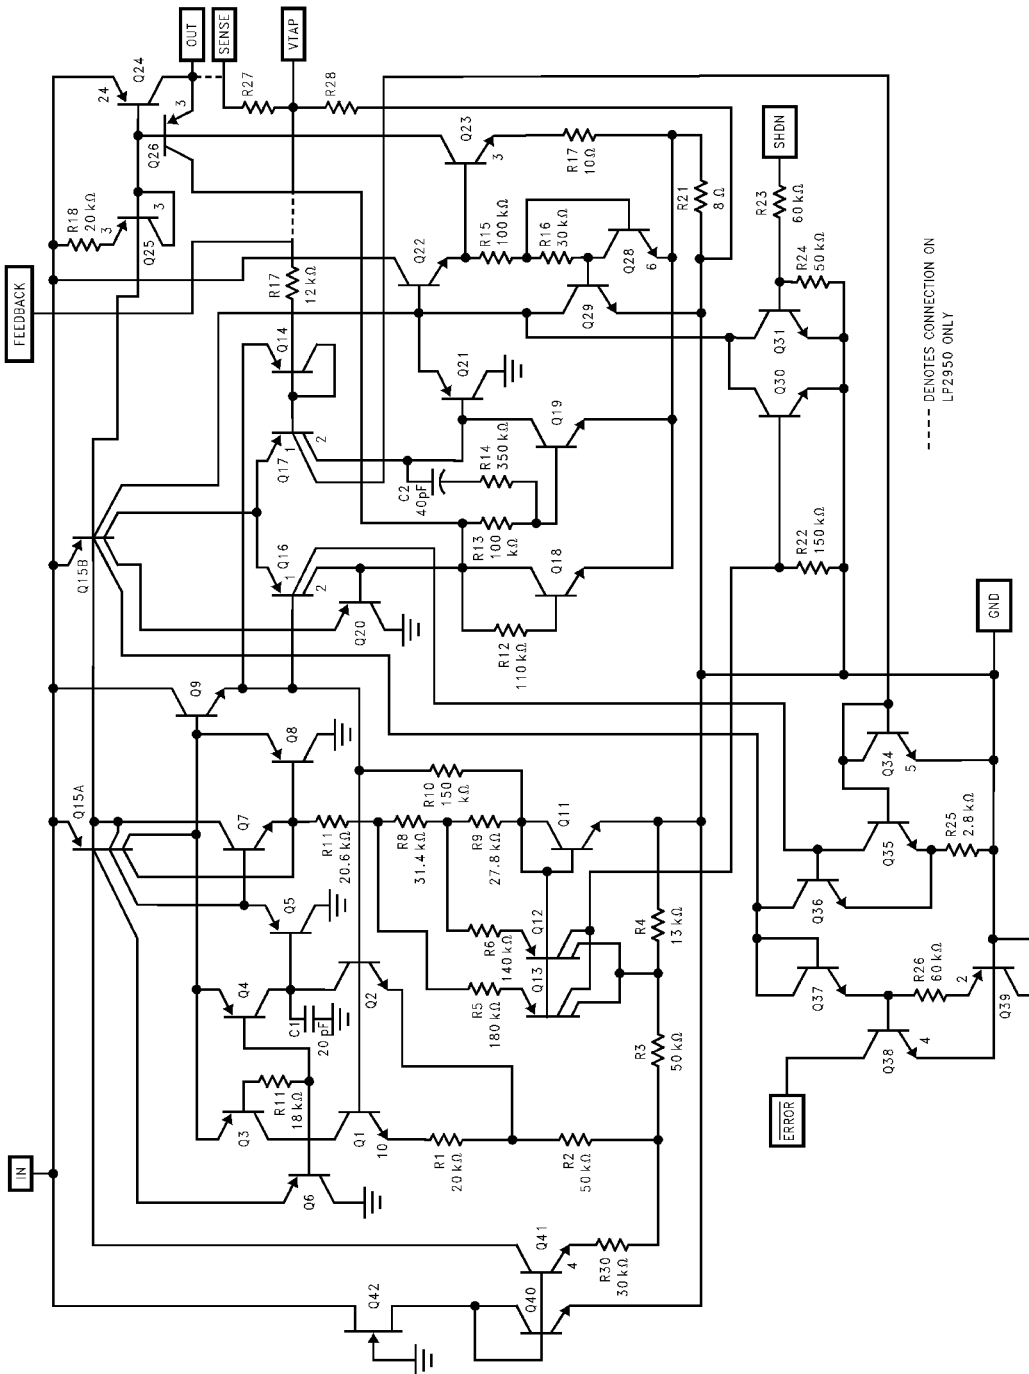 IN
FEEDBACK
Q15A
Q15B
R18
20 kΩ
3
Q25
3
24
Q24
Q26
3
OUT
SENSE
Q3
Q4
Q9
R11
18 kΩ
Q6
Q5
Q7
Q8
Q16
1
2
Q17
1
2
Q14
R17
12 kΩ
R27
VTAP
R28
C1
20 pF
R11
20.6 kΩ
Q42
Q1
10
Q2
Q20
R8
31.4 kΩ
R10
150
kΩ
C2
40pF
Q21
Q22
Q23
3
R1
20 kΩ
R5
180 kΩ
R6
140 kΩ
R9
27.8 kΩ
R12
110 kΩ
R13
100
kΩ
R14
350 kΩ
R15
100 kΩ
R16
30 kΩ
R17
10 Ω
Q40
Q41
4
R2
50 kΩ
Q13
Q12
Q11
Q18
Q19
Q29
Q28
6
R30
30 kΩ
R3
50 kΩ
R4
13 kΩ
R21
8 Ω
SHDN
R23
60 kΩ
R22
150 kΩ
Q30
Q31
R24
50 kΩ
ERROR
Q38
4
Q37
R26
60 kΩ
2
Q39
Q36
Q35
R25
2.8 kΩ
Q34
5
GND
DENOTES CONNECTION ON
LP2950 ONLY